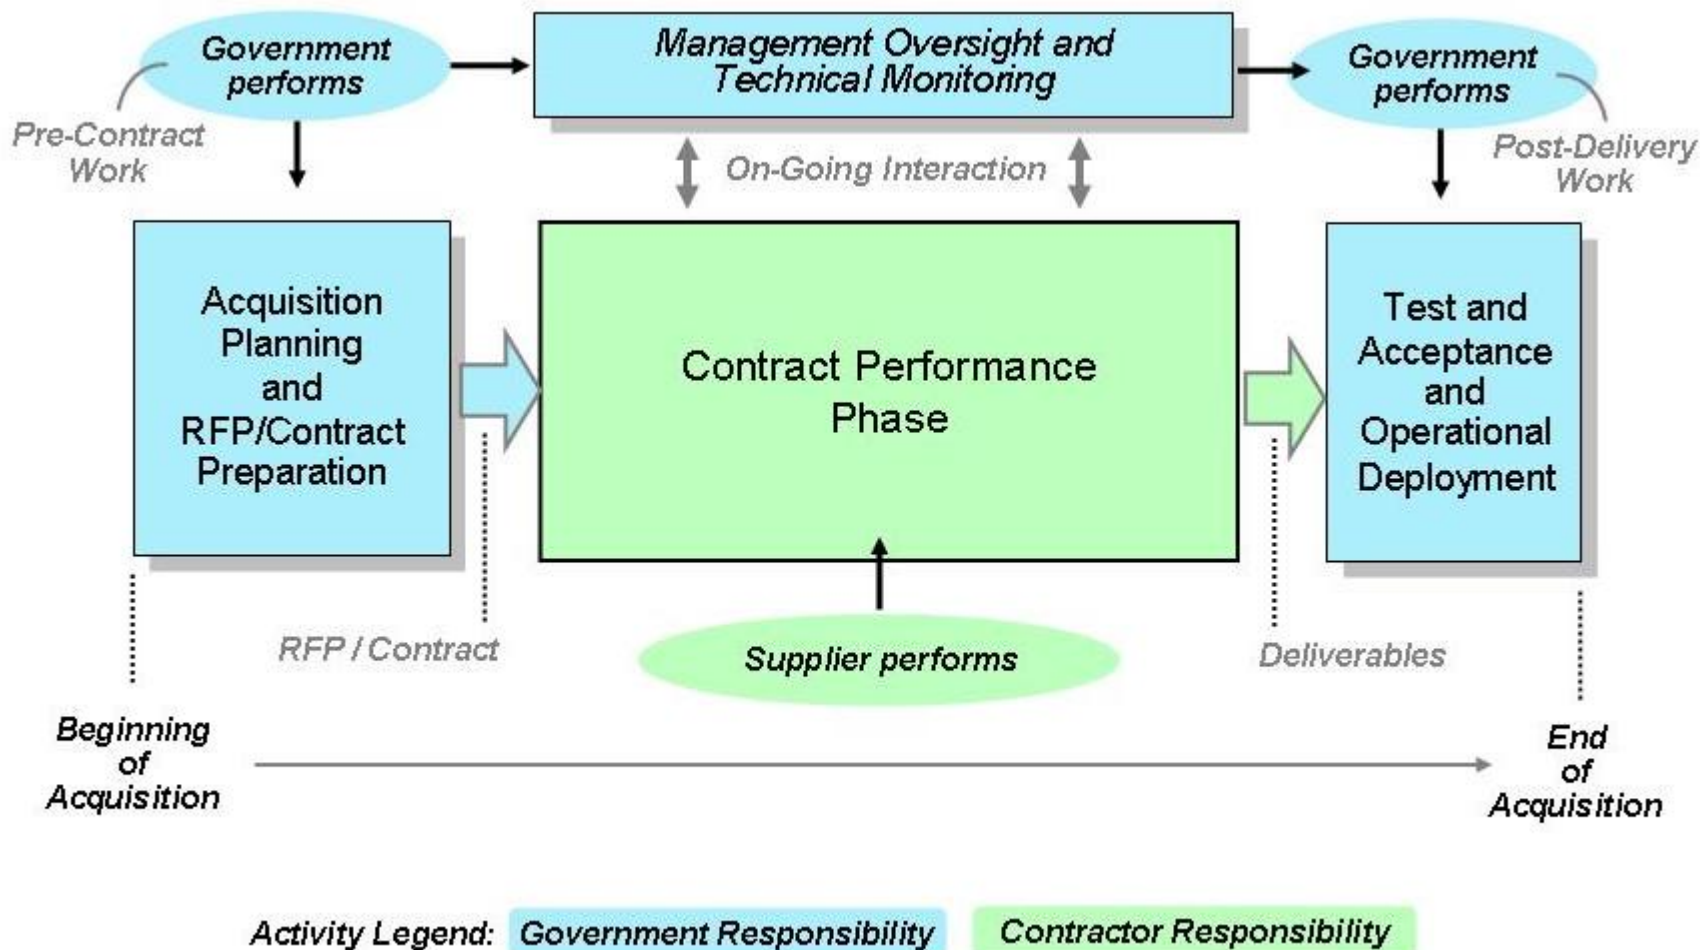 Government
performs
Management Oversight and
Technical Monitoring
Government
performs
Pre-Contract
Work
On-Going Interaction
Post-Delivery
Work
Acquisition
Planning
and
RFP/Contract
Preparation
Contract Performance
Phase
Test and
Acceptance
and
Operational
Deployment
RFP / Contract
Supplier performs
Deliverables
Beginning
of
Acquisition
End
of
Acquisition
Activity Legend: Government Responsibility Contractor Responsibility